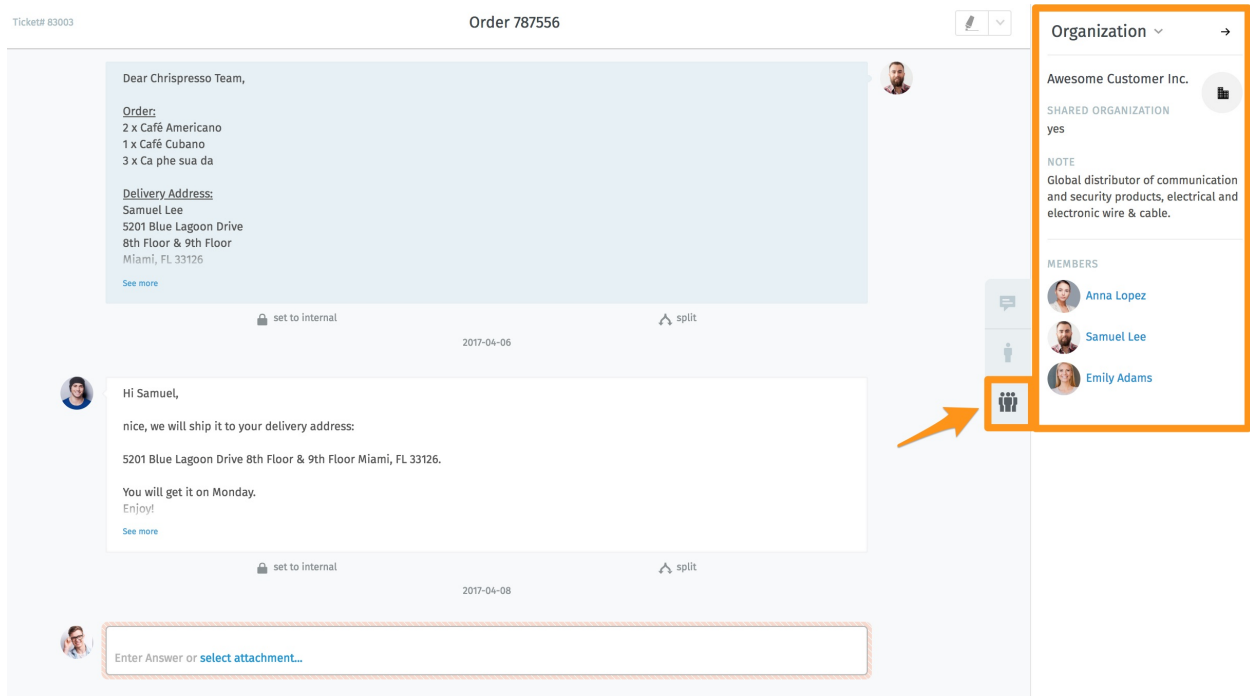 Ticket# 83003
Order 787556
Dear Chrispresso Team,
Order:
2 x Café Americano
1 x Café Cubano
3 x Ca phe sua da
Delivery Address:
Samuel Lee
5201 Blue Lagoon Drive
8th Floor & 9th Floor
Miami, FL 33126
See more
set to internal
split
2017-04-06
Hi Samuel,
nice, we will ship it to your delivery address:
5201 Blue Lagoon Drive 8th Floor & 9th Floor Miami, FL 33126.
You will get it on Monday.
Enjoy!
See more
set to internal
split
2017-04-08
Enter Answer or select attachment...
Organization
Awesome Customer Inc.
SHARED ORGANIZATION
yes
NOTE
Global distributor of communication
and security products, electrical and
electronic wire & cable.
MEMBERS
Anna Lopez
Samuel Lee
Emily Adams